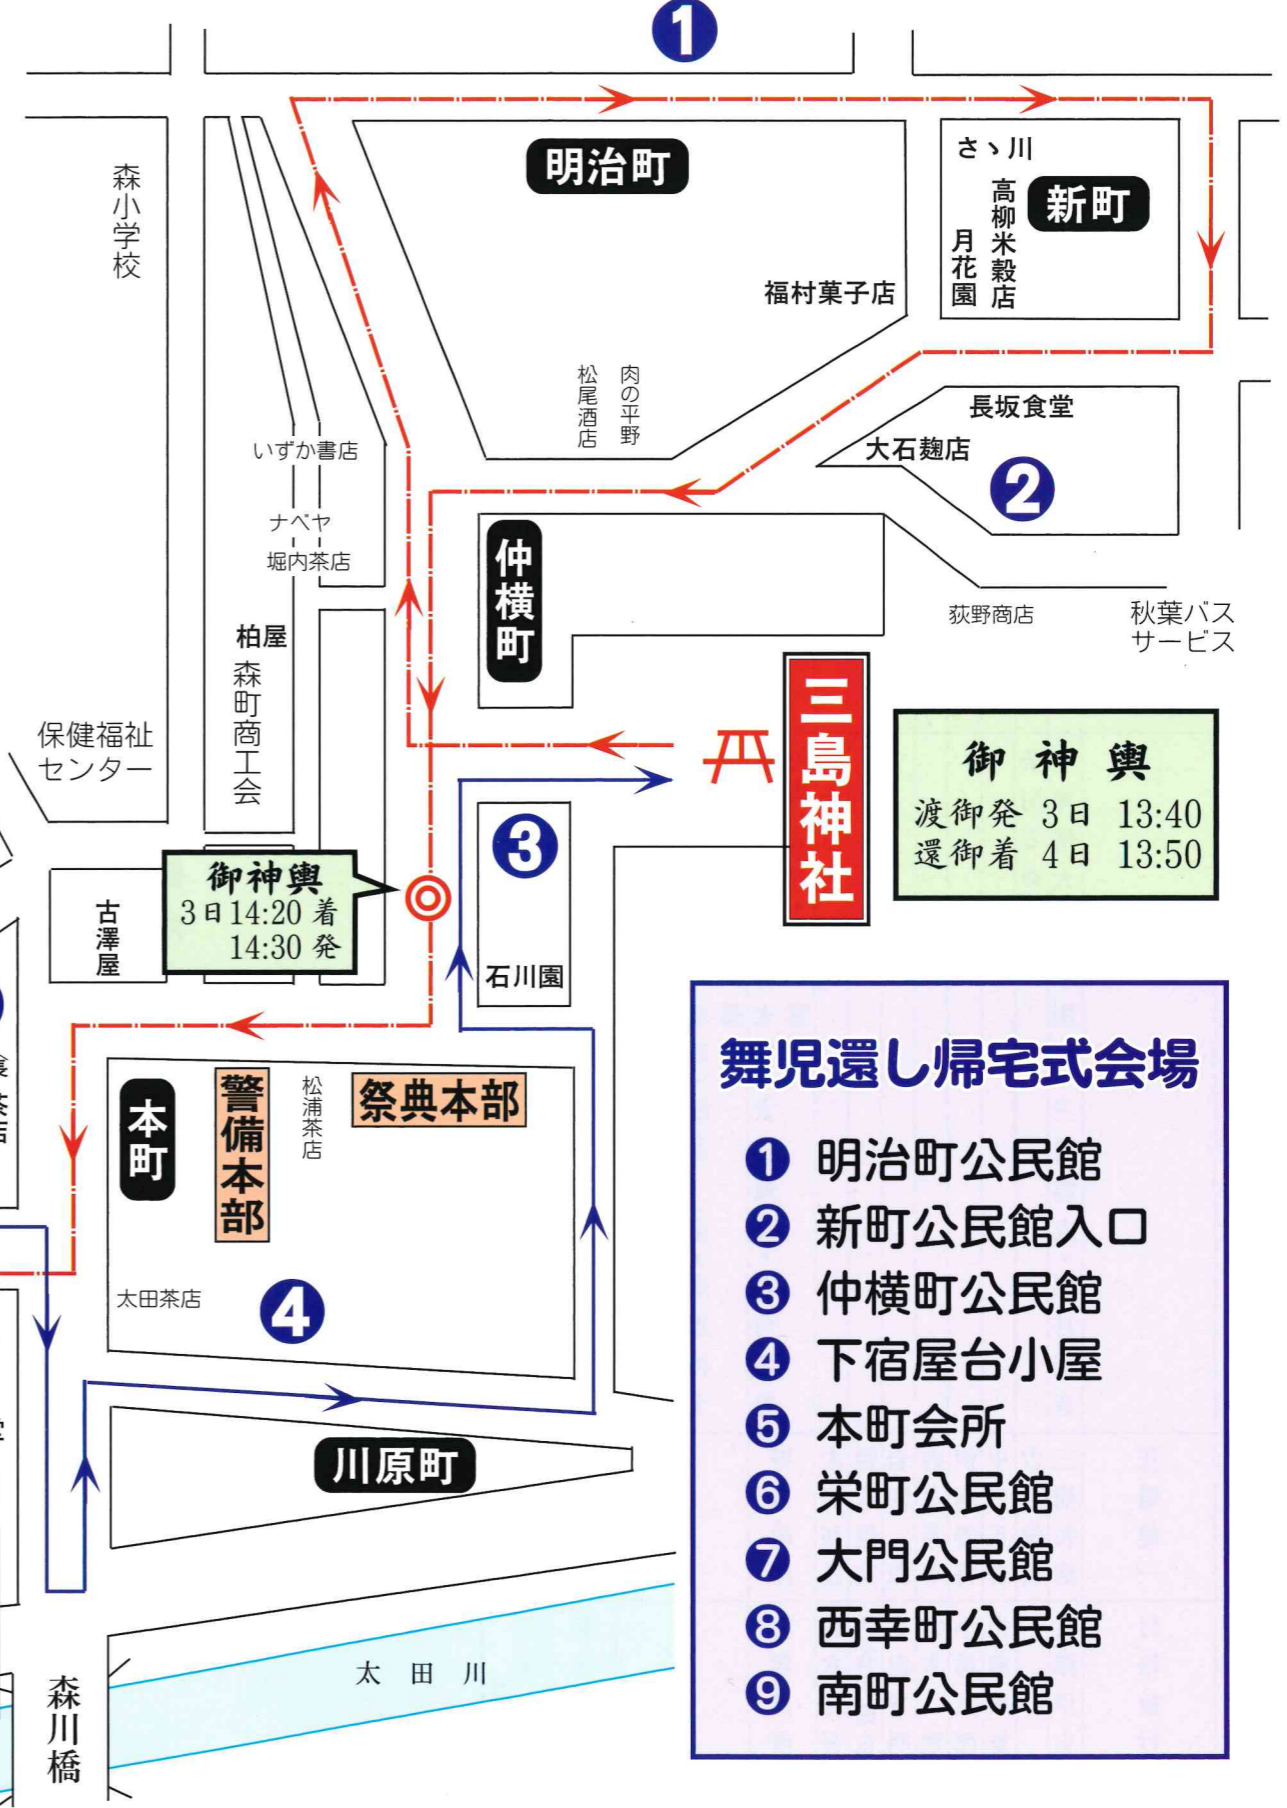 1
森小学校
明治町
さゝ川
高柳米穀店
月花園
新町
福村菓子店
松尾酒店
肉の平野
長坂食堂
大石麹店
2
いずか書店
ナベヤ
堀内茶店
仲横町
荻野商店
秋葉バス
サービス
柏屋
森町商工会
保健福祉
センター
三島神社
御神輿
渡御発 3日 13:40
還御着 4日 13:50
3
御神輿
3日14:20 着
14:30 発
古澤屋
石川園
本町
警備本部
松浦茶店
祭典本部
太田茶店
4
川原町
太田川
森川橋
舞児還し帰宅式会場
1 明治町公民館
2 新町公民館入口
3 仲横町公民館
4 下宿屋台小屋
5 本町会所
6 栄町公民館
7 大門公民館
8 西幸町公民館
9 南町公民館